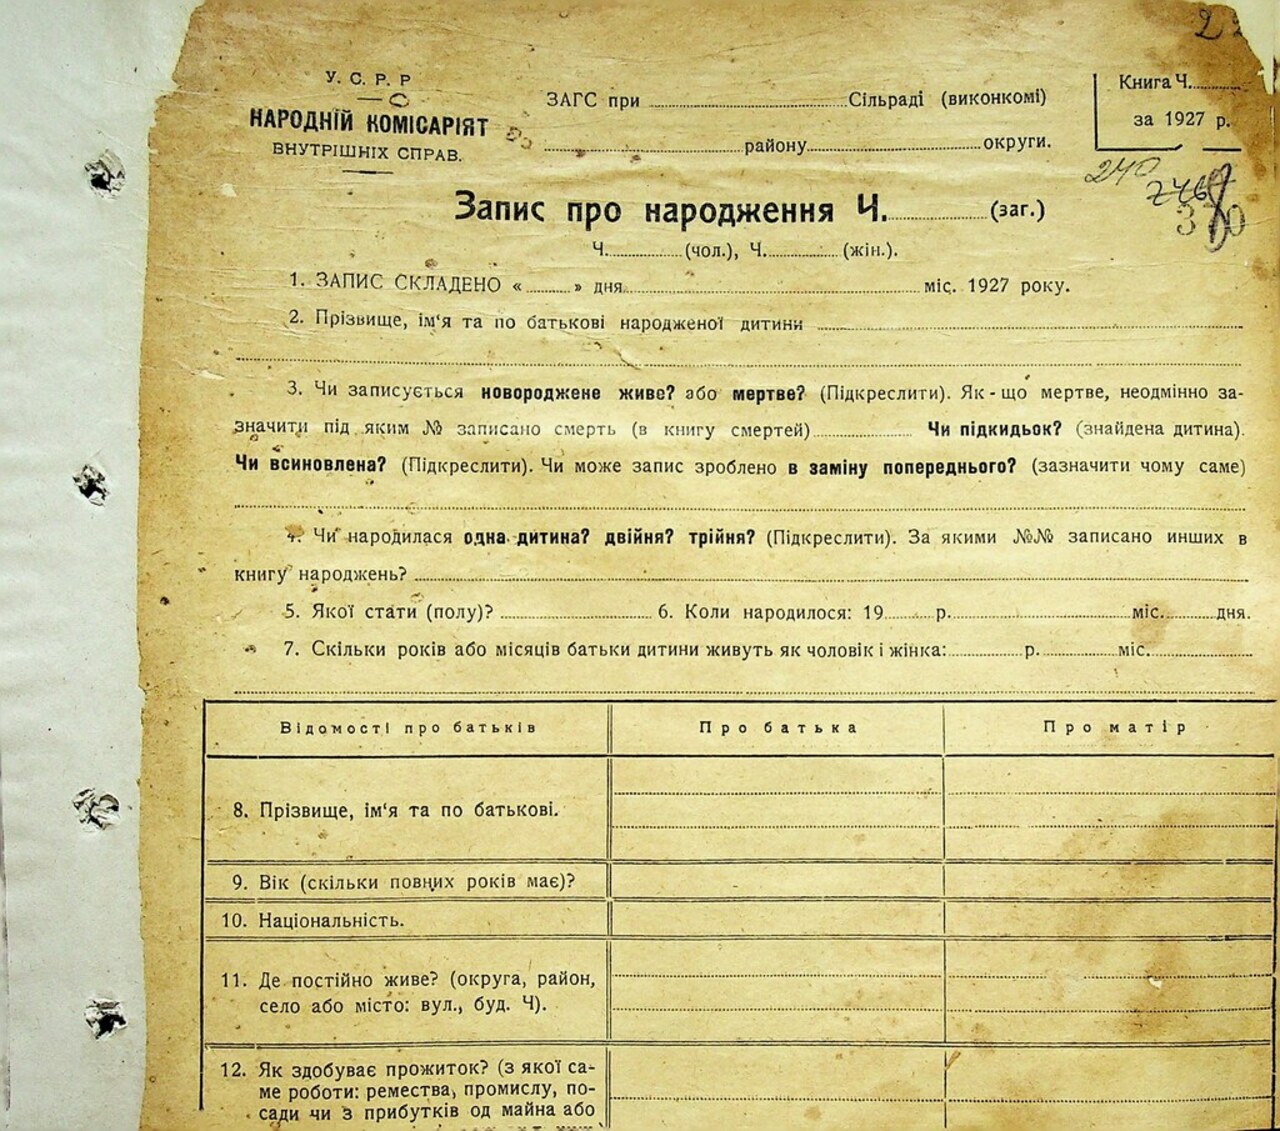 22
У. С. Р. Р
НАРОДНІЙ КОМІСАРІЯТ
ВНУТРІШНІХ СПРАВ.
ЗАГС при ........ Сільраді (виконкомі)
........ району ........ округи.
Книга Ч. ........
за 1927 р.
240
370
Запис про народження Ч. ........ (заг.)
Ч. ........ (чол.), Ч. ........ (жін.).
1. ЗАПИС СКЛАДЕНО « ........ » дня ........ міс. 1927 року.
2. Прізвище, ім‘я та по батькові народженої дитини ........
3. Чи записується новороджене живе? або мертве? (Підкреслити). Як-що мертве, неодмінно за-
значити під яким № записано смерть (в книгу смертей) ........ Чи підкидьок? (знайдена дитина).
Чи всиновлена? (Підкреслити). Чи може запис зроблено в заміну попереднього? (зазначити чому саме)
4. Чи народилася одна дитина? двійня? трійня? (Підкреслити). За якими №№ записано инших в
книгу народжень? ........
5. Якої стати (полу)? ........ 6. Коли народилося: 19 ........ р. ........ міс. ........ дня.
7. Скільки років або місяців батьки дитини живуть як чоловік і жінка: ........ р. ........ міс. ........
Відомості про батьків Про батька Про матір
8. Прізвище, ім‘я та по батькові.
9. Вік (скільки повних років має)?
10. Національність.
11. Де постійно живе? (округа, район,
село або місто: вул., буд. Ч).
12. Як здобуває прожиток? (з якої са-
ме роботи: ремества, промислу, по-
сади чи з прибутків од майна або